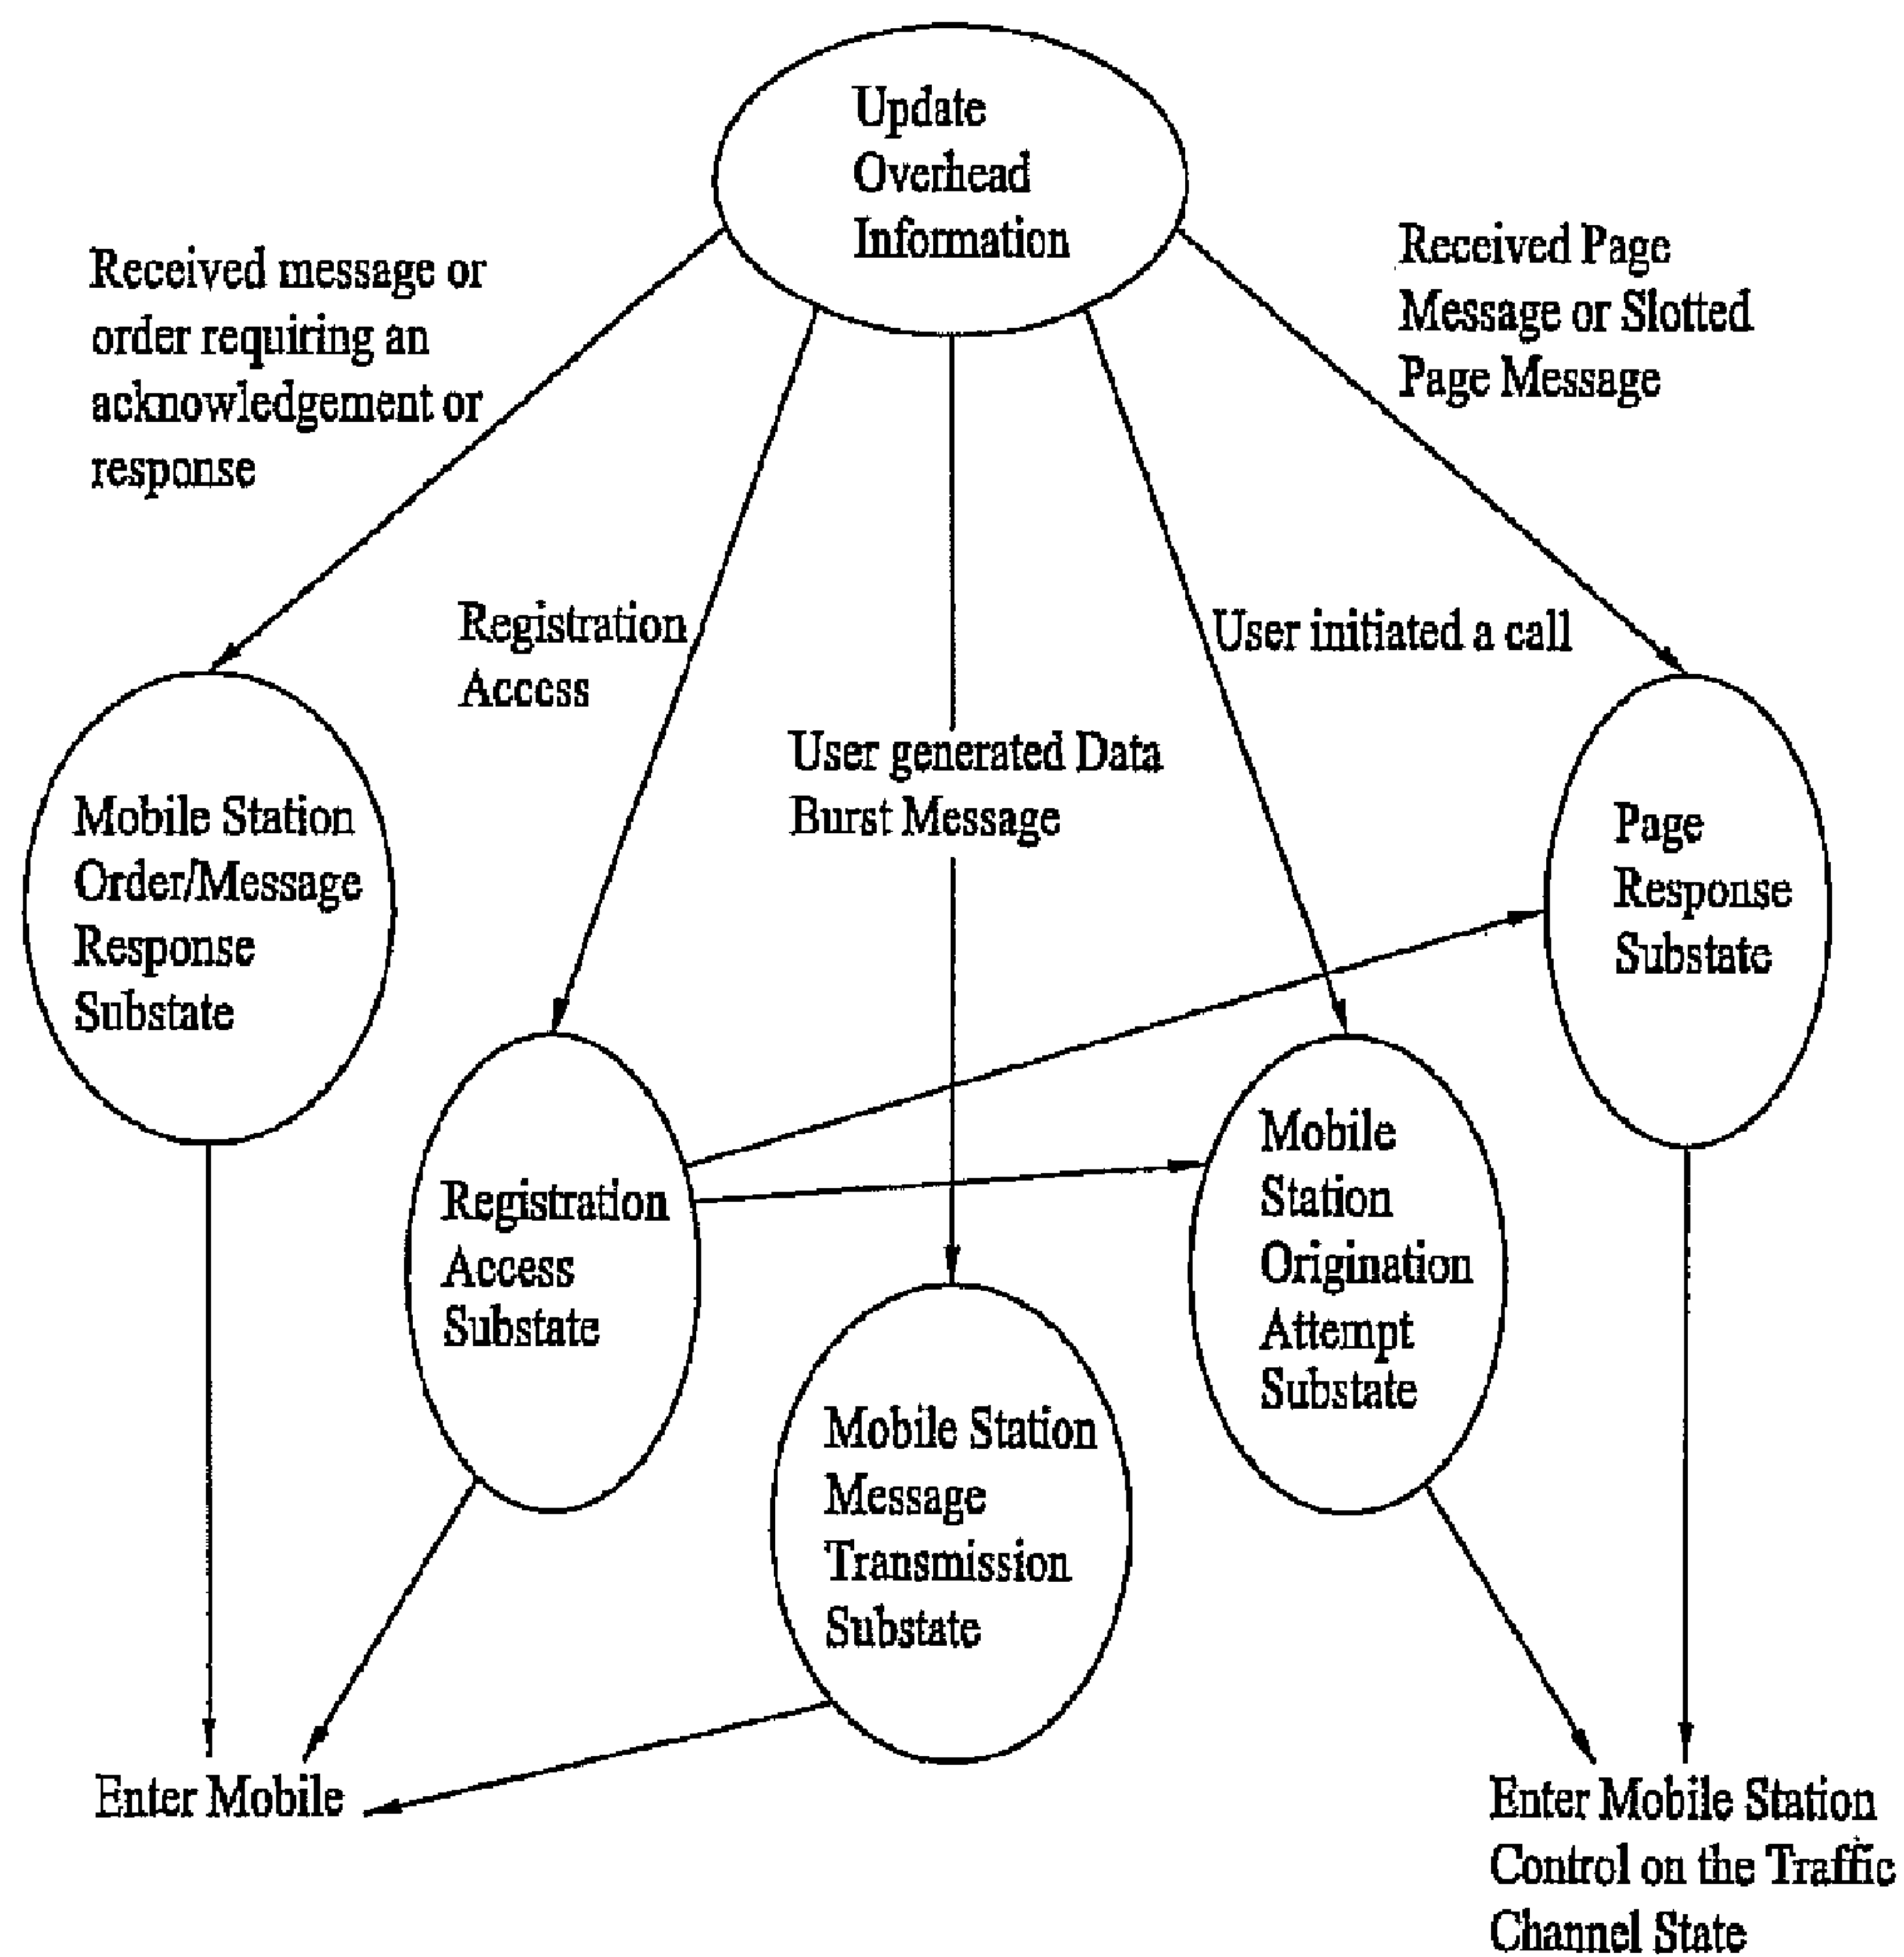 Update
Overhead
Information
Received message or
order requiring an
acknowledgement or
response
Received Page
Message or Slotted
Page Message
Registration
Access
User initiated a call
User generated Data
Burst Message
Mobile Station
Order/Message
Response
Substate
Page
Response
Substate
Registration
Access
Substate
Mobile
Station
Origination
Attempt
Substate
Mobile Station
Message
Transmission
Substate
Enter Mobile
Enter Mobile Station
Control on the Traffic
Channel State